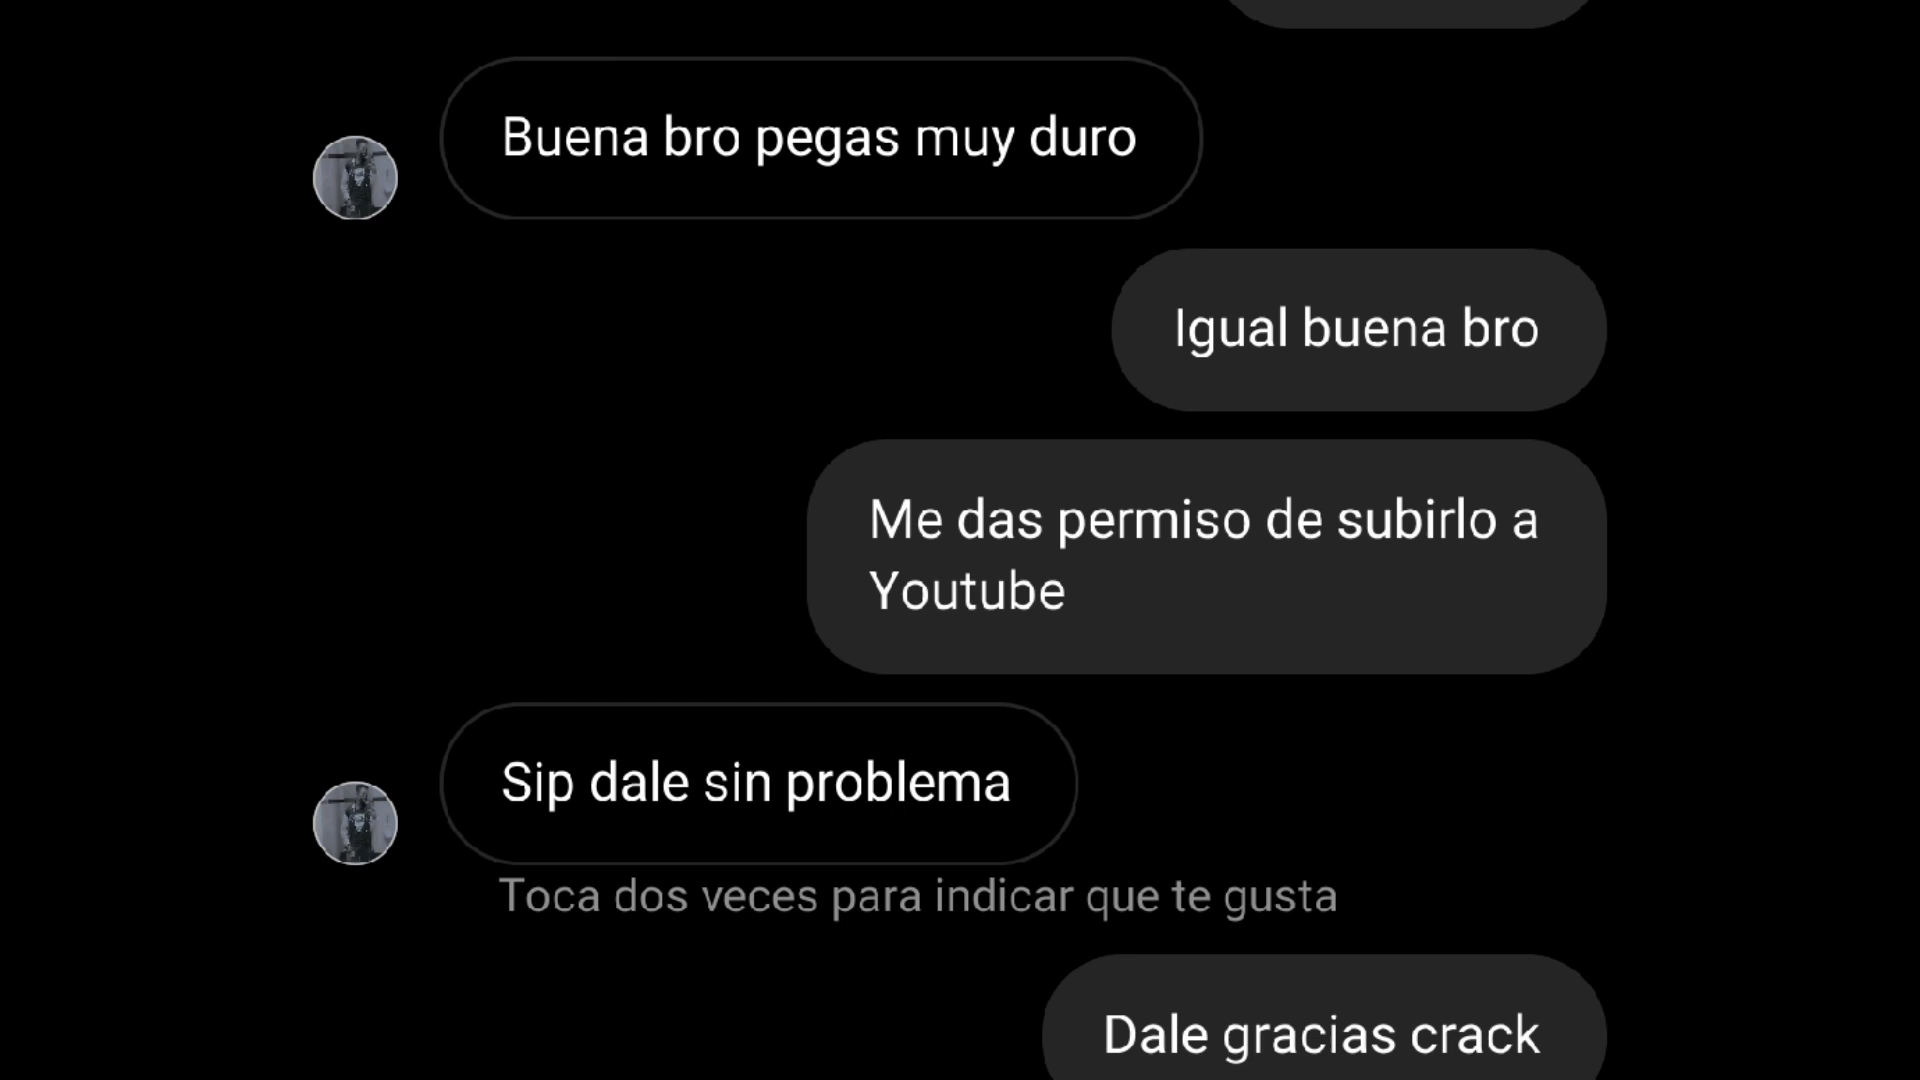 Buena bro pegas muy duro
Igual buena bro
Me das permiso de subirlo a
Youtube
Sip dale sin problema
Toca dos veces para indicar que te gusta
Dale gracias crack